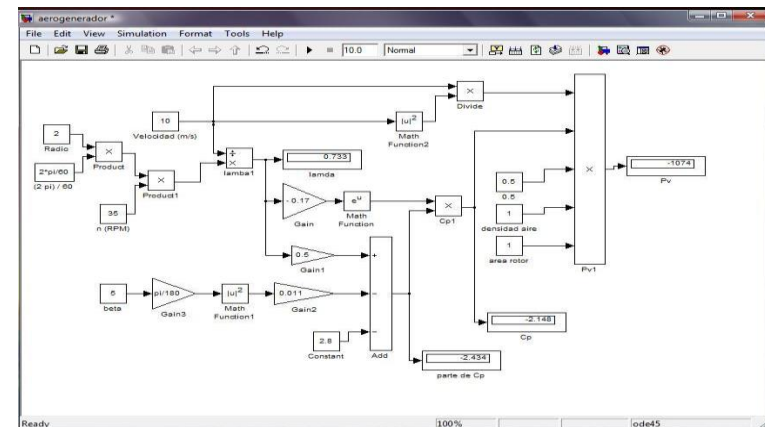 aerogenerador *
File Edit View Simulation Format Tools Help
10.0 Normal
2
Radio
2*pi/60
(2 pi) / 60
Product
35
n (RPM)
Product1
10
Velocidad (m/s)
lamba1
0.733
lamda
-0.17
Gain
e^u
Math
Function
|u|^2
Math
Function2
Divide
Cp1
0.5
Gain1
beta
pi/180
Gain3
|u|^2
Math
Function1
0.011
Gain2
2.8
Constant
Add
0.5
0.5
1
densidad aire
1
area rotor
Pv1
-1074
Pv
-2.148
Cp
-2.434
parte de Cp
Ready 100% ode45